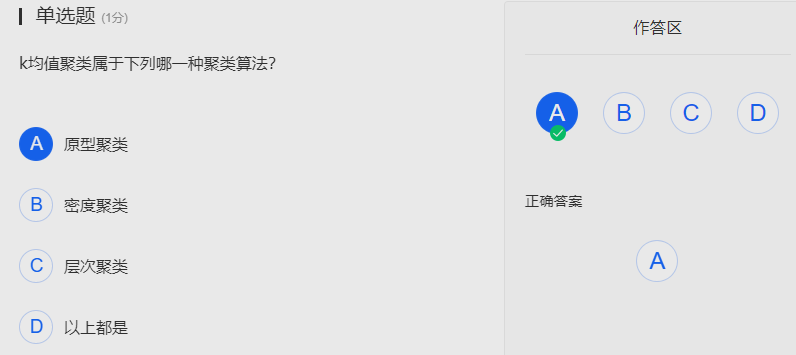 单选题 (1分)
k均值聚类属于下列哪一种聚类算法?
A 原型聚类
B 密度聚类
C 层次聚类
D 以上都是
作答区
A B C D
正确答案
A